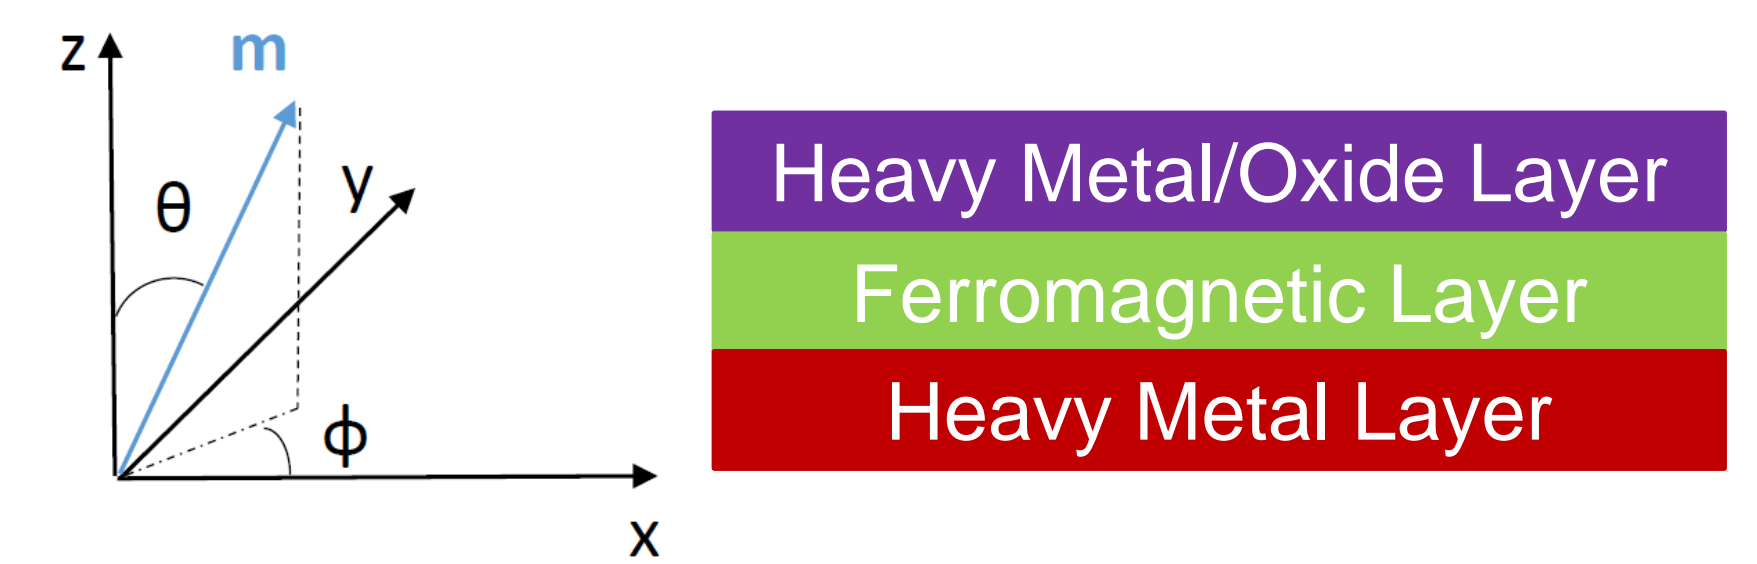 z
m
θ
y
ϕ
x
Heavy Metal/Oxide Layer
Ferromagnetic Layer
Heavy Metal Layer